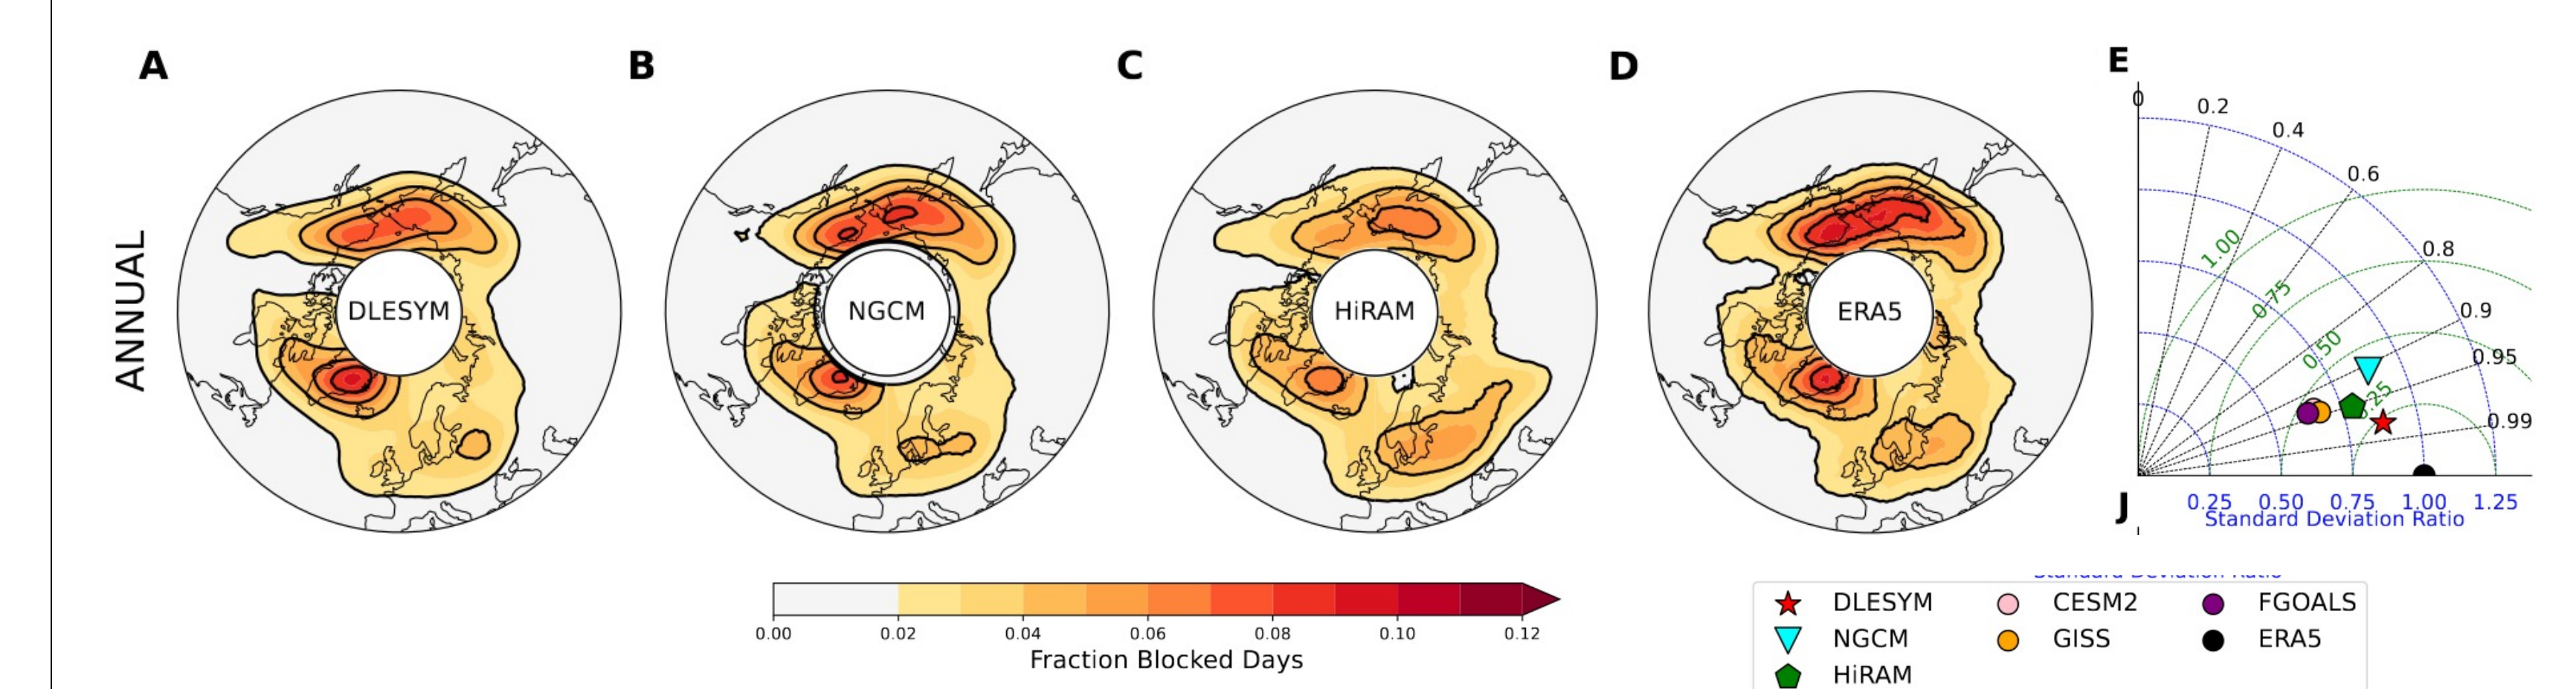 A
B
C
D
E
ANNUAL
DLESYM
NGCM
HiRAM
ERA5
0
0.2
0.4
0.6
0.8
0.9
0.95
0.99
1.00
0.75
0.50
0.25 0.50 0.75 1.00 1.25
Standard Deviation Ratio
J
0.00 0.02 0.04 0.06 0.08 0.10 0.12
Fraction Blocked Days
Standard Deviation Ratio
DLESYM CESM2 FGOALS
NGCM GISS ERA5
HiRAM